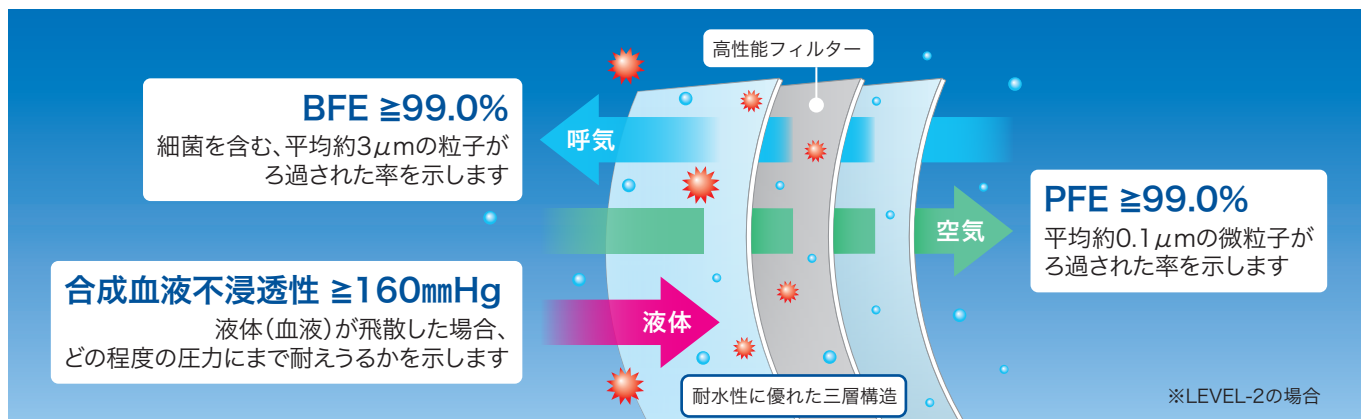 高性能フィルター
BFE ≧99.0%
細菌を含む、平均約3μmの粒子が
ろ過された率を示します
呼気
PFE ≧99.0%
平均約0.1μmの微粒子が
ろ過された率を示します
空気
合成血液不浸透性 ≧160㎜Hg
液体（血液）が飛散した場合、
どの程度の圧力にまで耐えうるかを示します
液体
耐水性に優れた三層構造
※LEVEL-2の場合